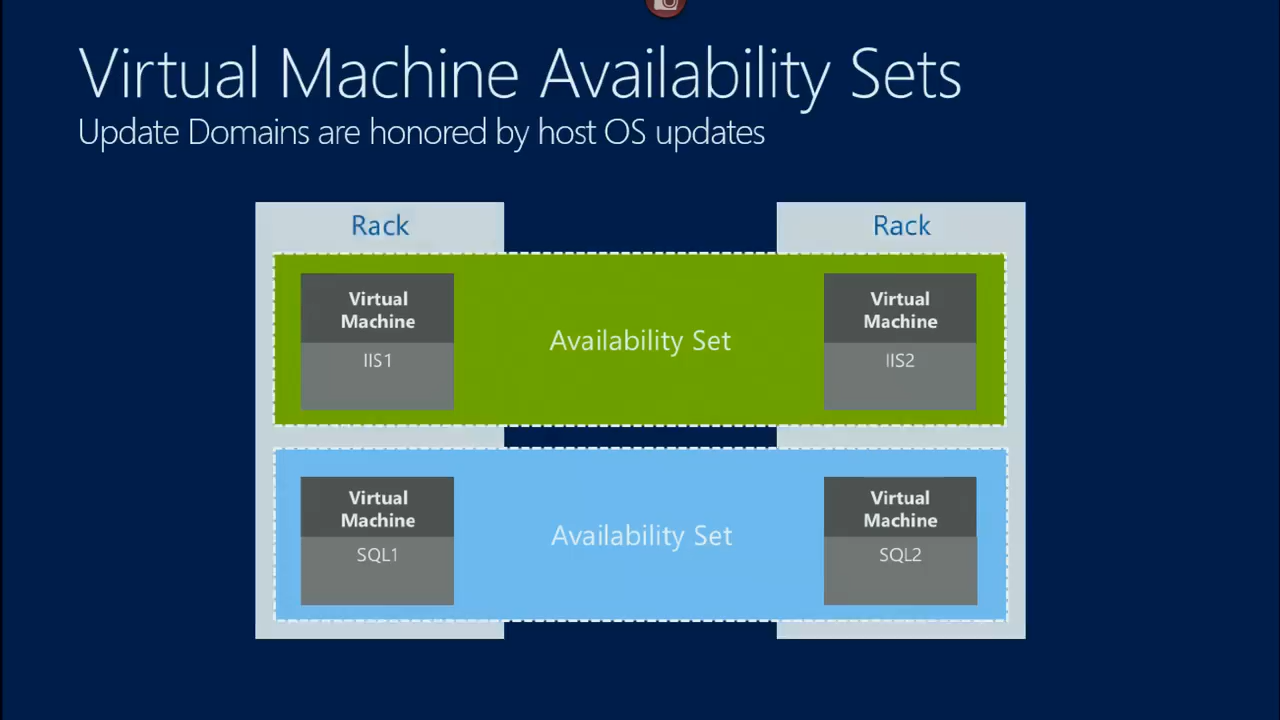 Virtual Machine Availability Sets
Update Domains are honored by host OS updates
Rack
Rack
Virtual
Machine
IIS1
Availability Set
Virtual
Machine
IIS2
Virtual
Machine
SQL1
Availability Set
Virtual
Machine
SQL2